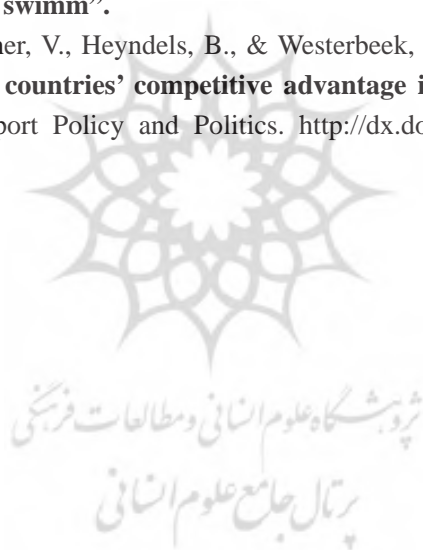 swimm”.
ner, V., Heyndels, B., & Westerbeek,
countries’ competitive advantage i
port Policy and Politics. http://dx.do
پژوهشگاه علوم انسانی و مطالعات فرهنگی
پرتال جامع علوم انسانی